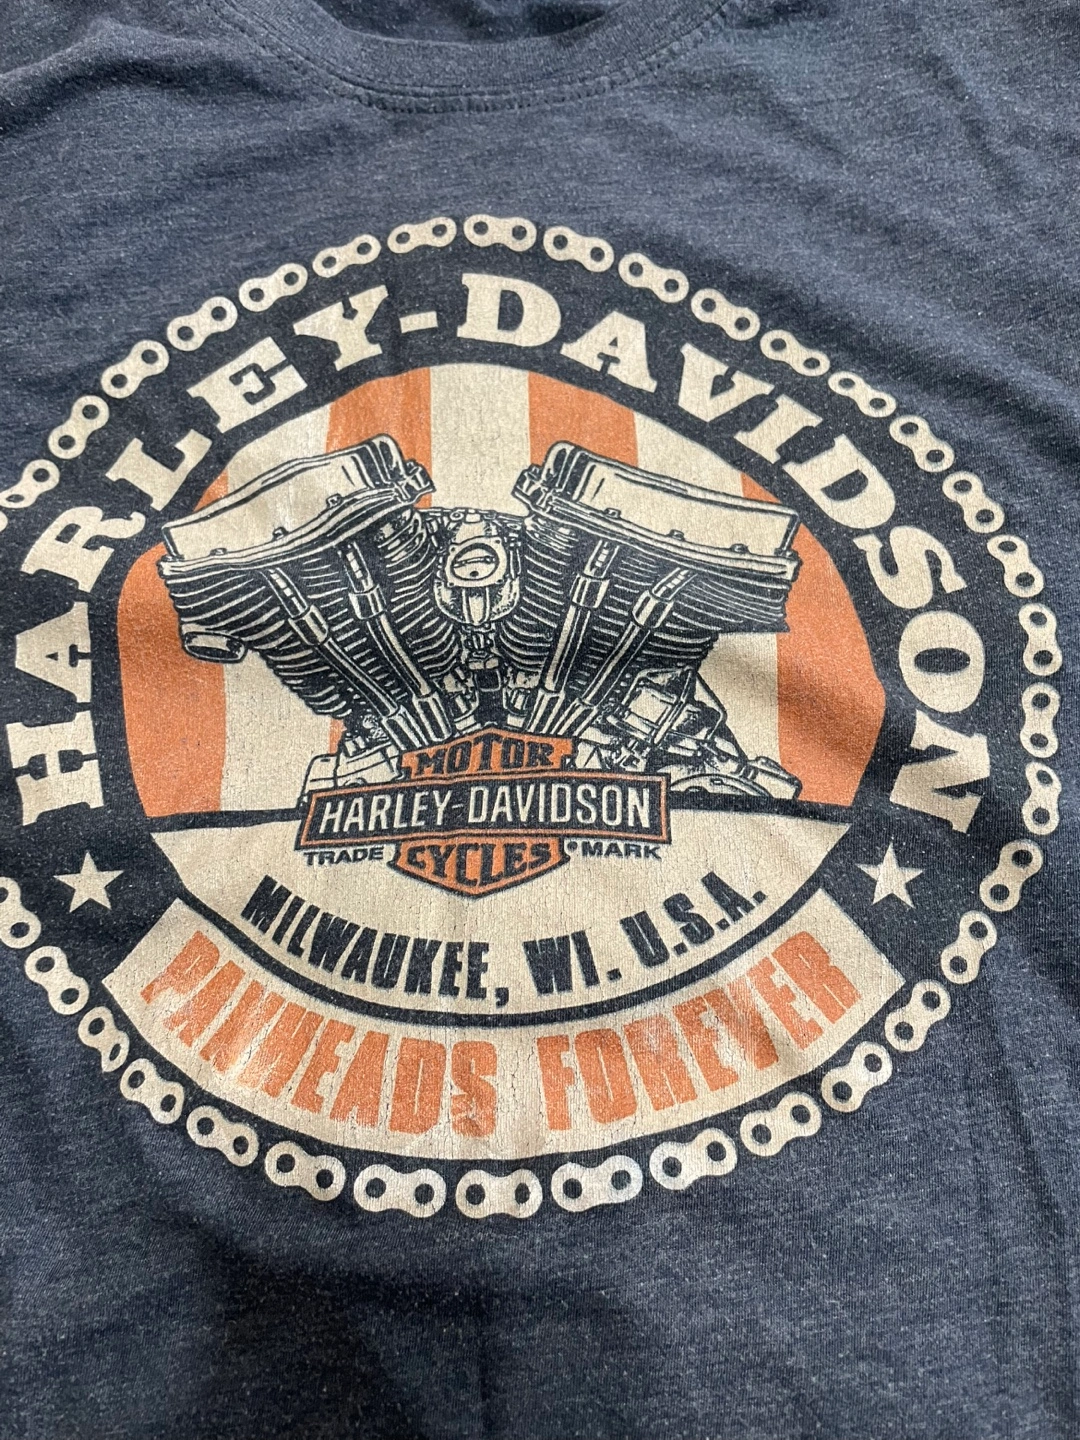 HARLEY-DAVIDSON
MOTOR
HARLEY-DAVIDSON
CYCLES
TRADE MARK
MILWAUKEE, WI. U.S.A.
PANHEADS FOREVER